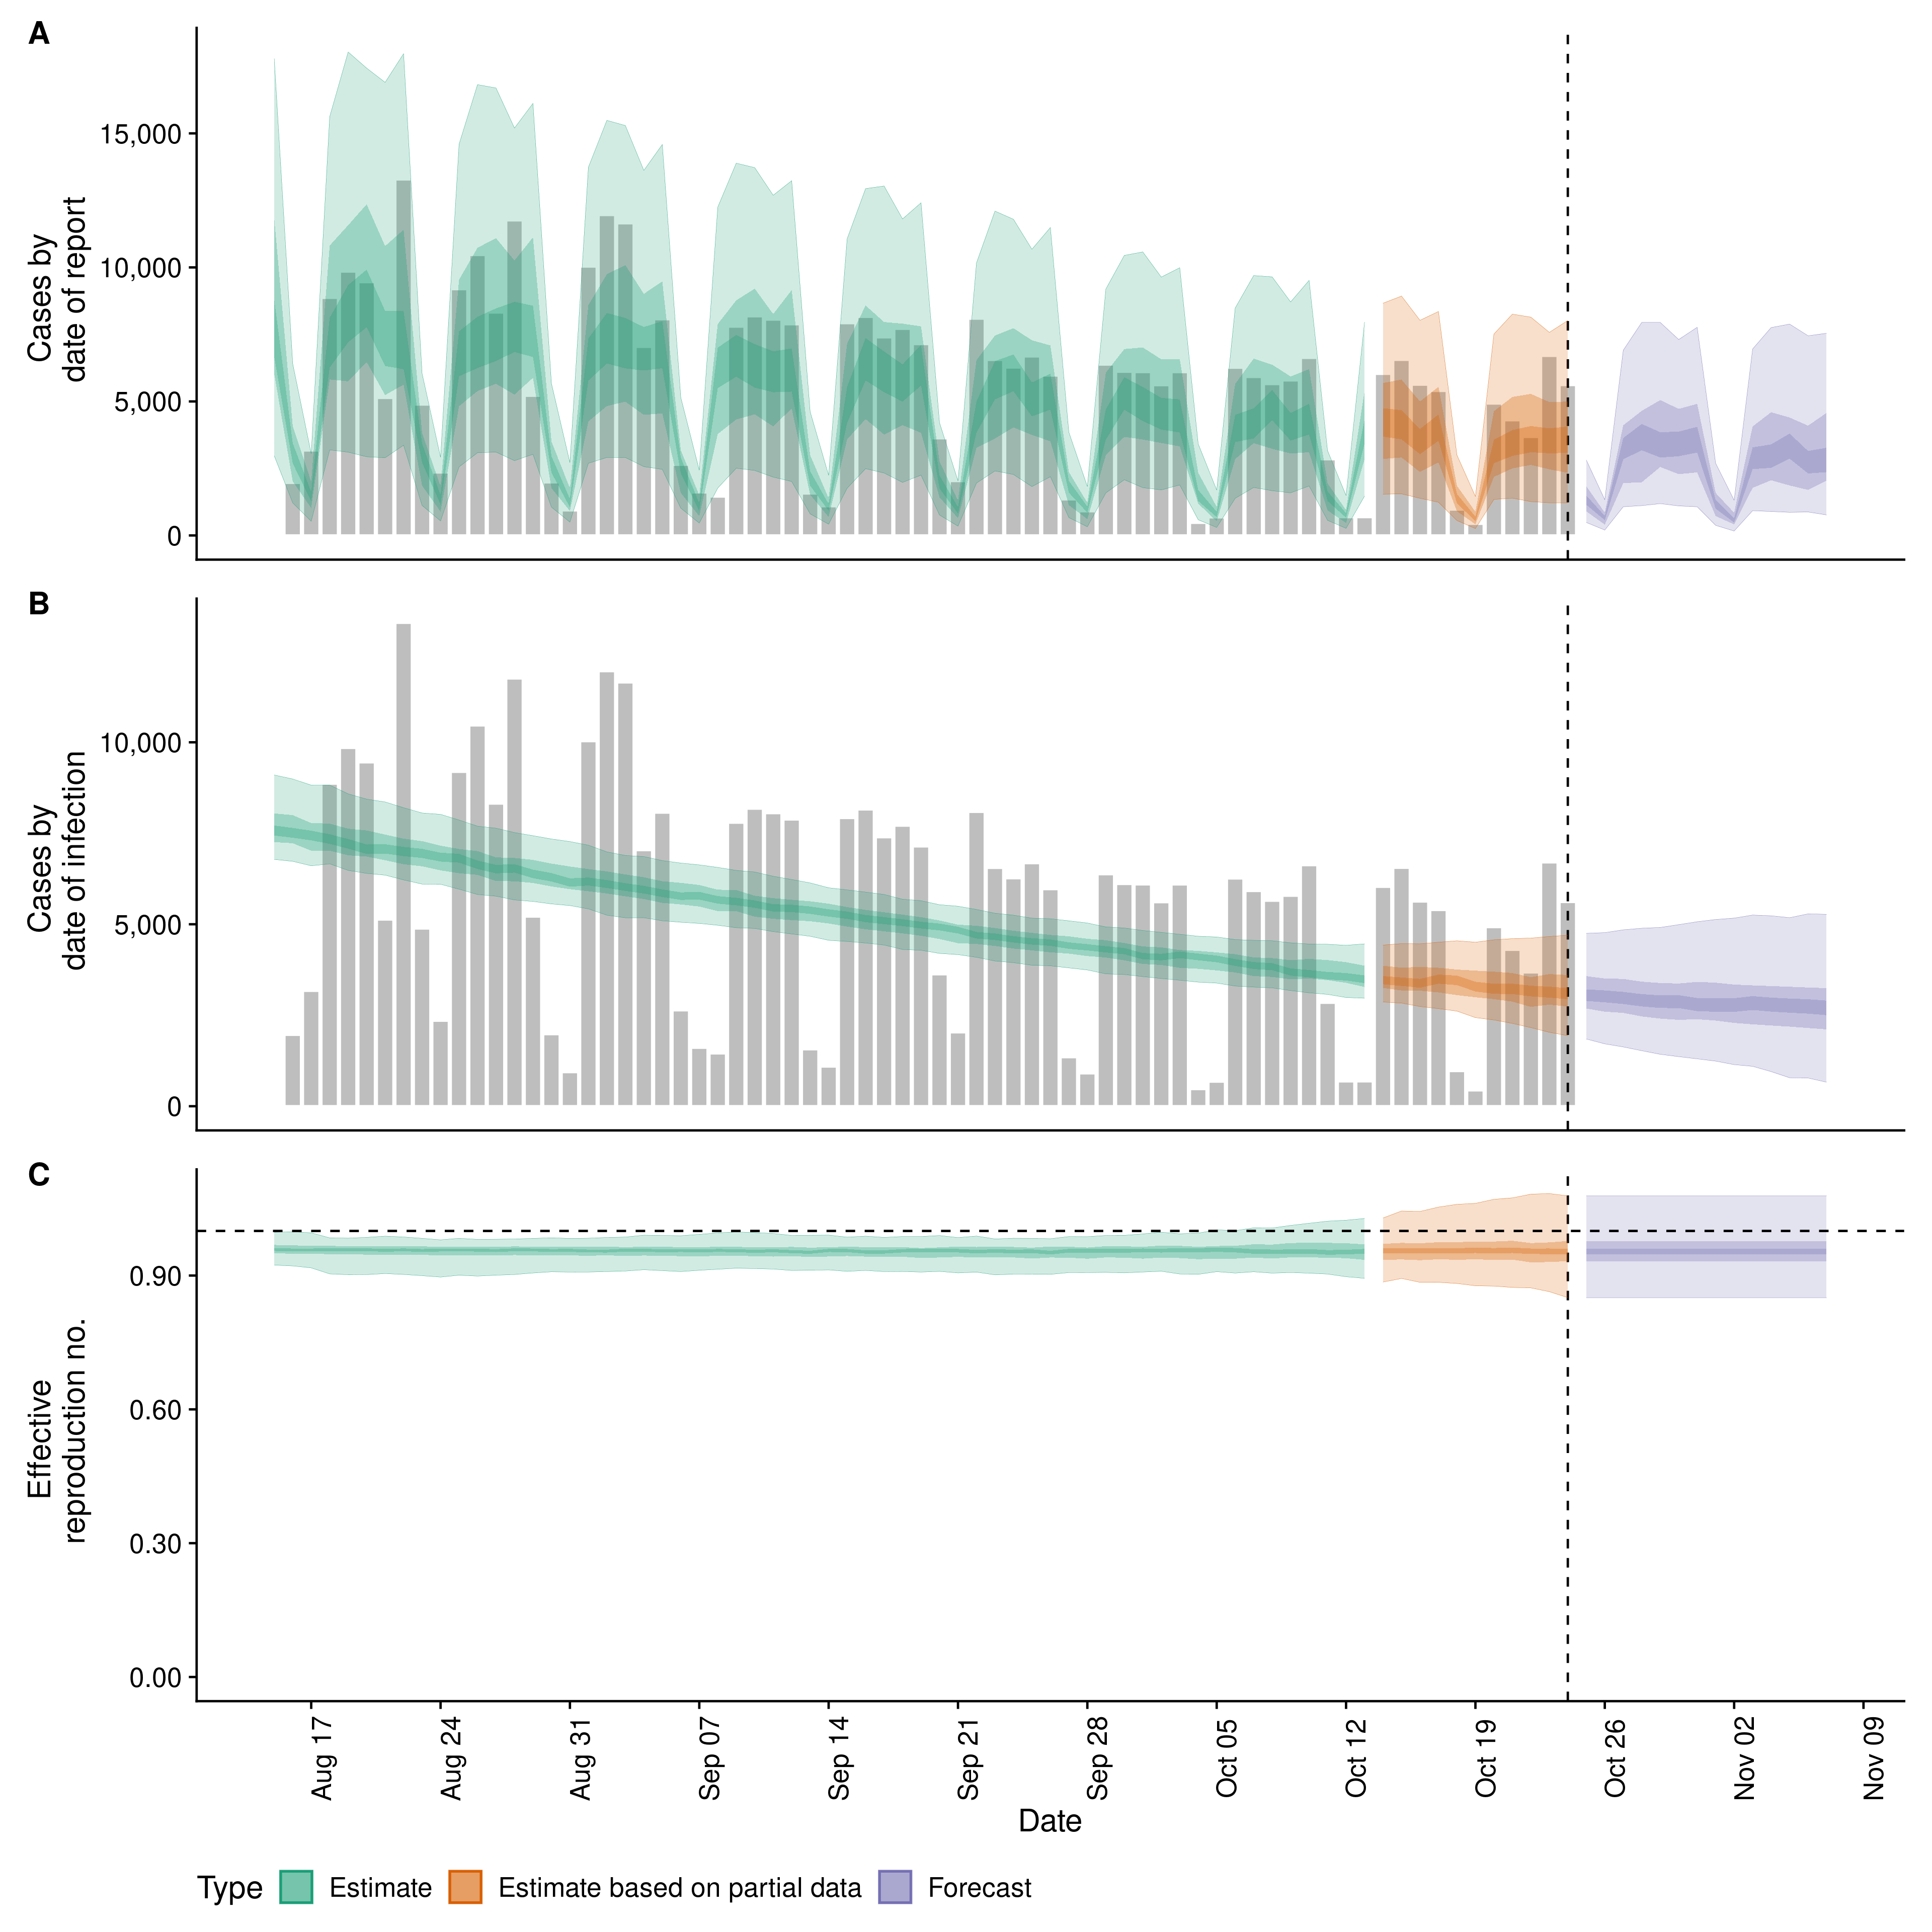 A
Cases by
date of report
15,000
10,000
5,000
0
B
Cases by
date of infection
10,000
5,000
0
C
Effective
reproduction no.
0.90
0.60
0.30
0.00
Aug 17
Aug 24
Aug 31
Sep 07
Sep 14
Sep 21
Sep 28
Oct 05
Oct 12
Oct 19
Oct 26
Nov 02
Nov 09
Date
Type Estimate Estimate based on partial data Forecast